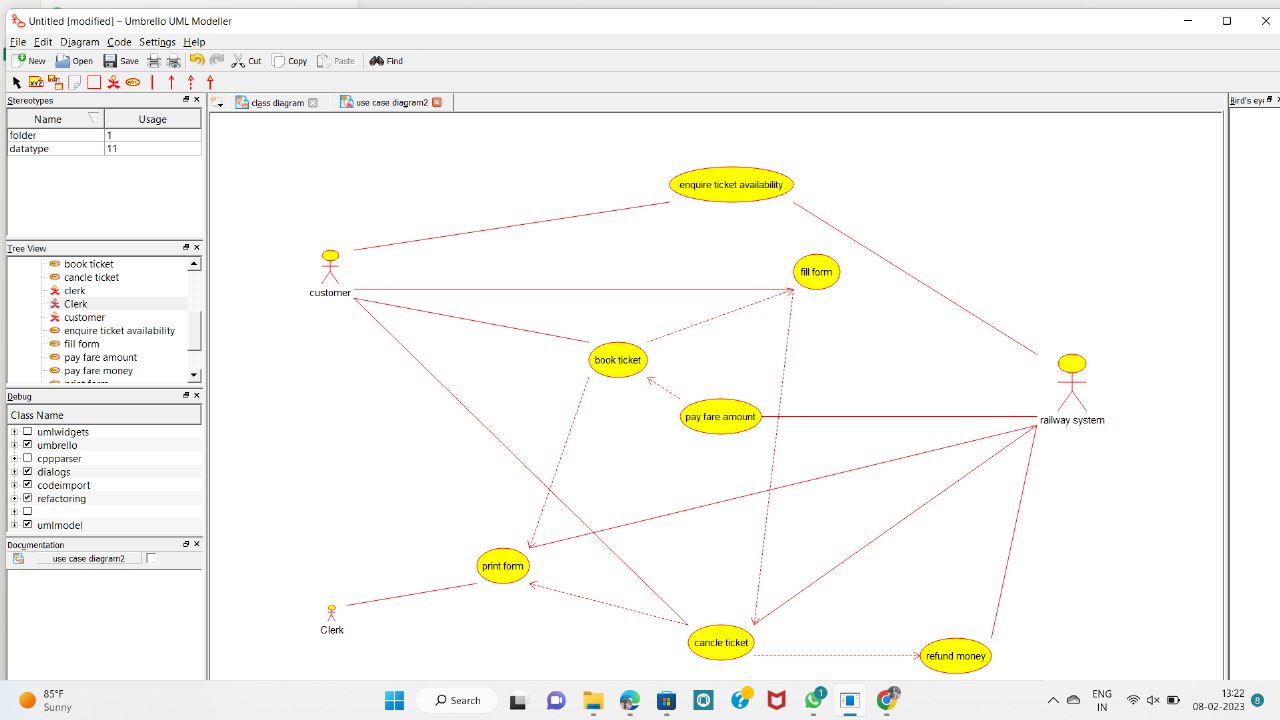 Untitled [modified] – Umbrello UML Modeller
File Edit Diagram Code Settings Help
New Open Save Cut Copy Paste Find
Stereotypes
Name Usage
folder 1
datatype 11
Tree View
book ticket
cancle ticket
clerk
Clerk
customer
enquire ticket availability
fill form
pay fare amount
pay fare money
Debug
Class Name
umlwidgets
umbrello
cppparser
dialogs
codeimport
refactoring
umlmodel
Documentation
use case diagram2
class diagram use case diagram2
Bird's eye
enquire ticket availability
fill form
customer
book ticket
pay fare amount
railway system
print form
Clerk
cancle ticket
refund money
85°F
Sunny
Search
1
ENG
IN
13:22
08-02-2023
8